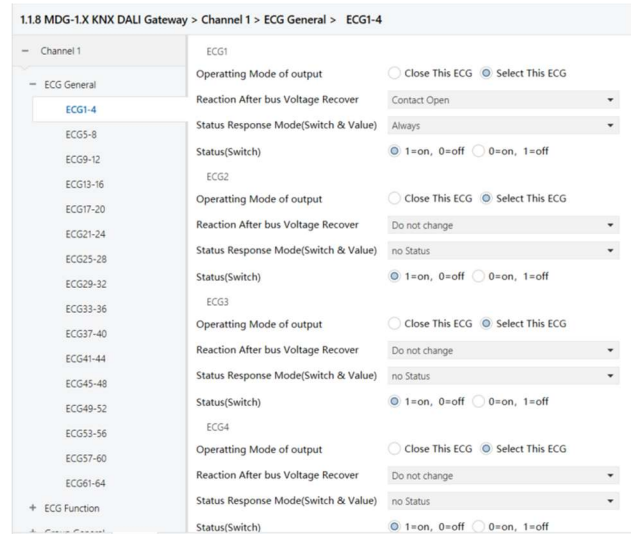 1.1.8 MDG-1.X KNX DALI Gateway > Channel 1 > ECG General > ECG1-4
− Channel 1
− ECG General
ECG1-4
ECG5-8
ECG9-12
ECG13-16
ECG17-20
ECG21-24
ECG25-28
ECG29-32
ECG33-36
ECG37-40
ECG41-44
ECG45-48
ECG49-52
ECG53-56
ECG57-60
ECG61-64
+ ECG Function
+ Group General
ECG1
Operatting Mode of output Close This ECG Select This ECG
Reaction After bus Voltage Recover Contact Open
Status Response Mode(Switch & Value) Always
Status(Switch) 1=on, 0=off 0=on, 1=off
ECG2
Operatting Mode of output Close This ECG Select This ECG
Reaction After bus Voltage Recover Do not change
Status Response Mode(Switch & Value) no Status
Status(Switch) 1=on, 0=off 0=on, 1=off
ECG3
Operatting Mode of output Close This ECG Select This ECG
Reaction After bus Voltage Recover Do not change
Status Response Mode(Switch & Value) no Status
Status(Switch) 1=on, 0=off 0=on, 1=off
ECG4
Operatting Mode of output Close This ECG Select This ECG
Reaction After bus Voltage Recover Do not change
Status Response Mode(Switch & Value) no Status
Status(Switch) 1=on, 0=off 0=on, 1=off